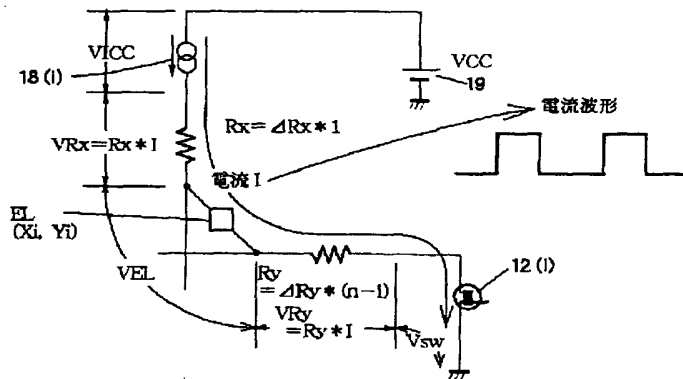 VICC
18 (I)
VCC
19
電流波形
VRx=Rx*I
Rx=⊿Rx*1
電流 I
EL
(Xi, Yi)
VEL
Ry
=⊿Ry*(n-i)
VRy
=Ry*I
Vsw
12 (I)